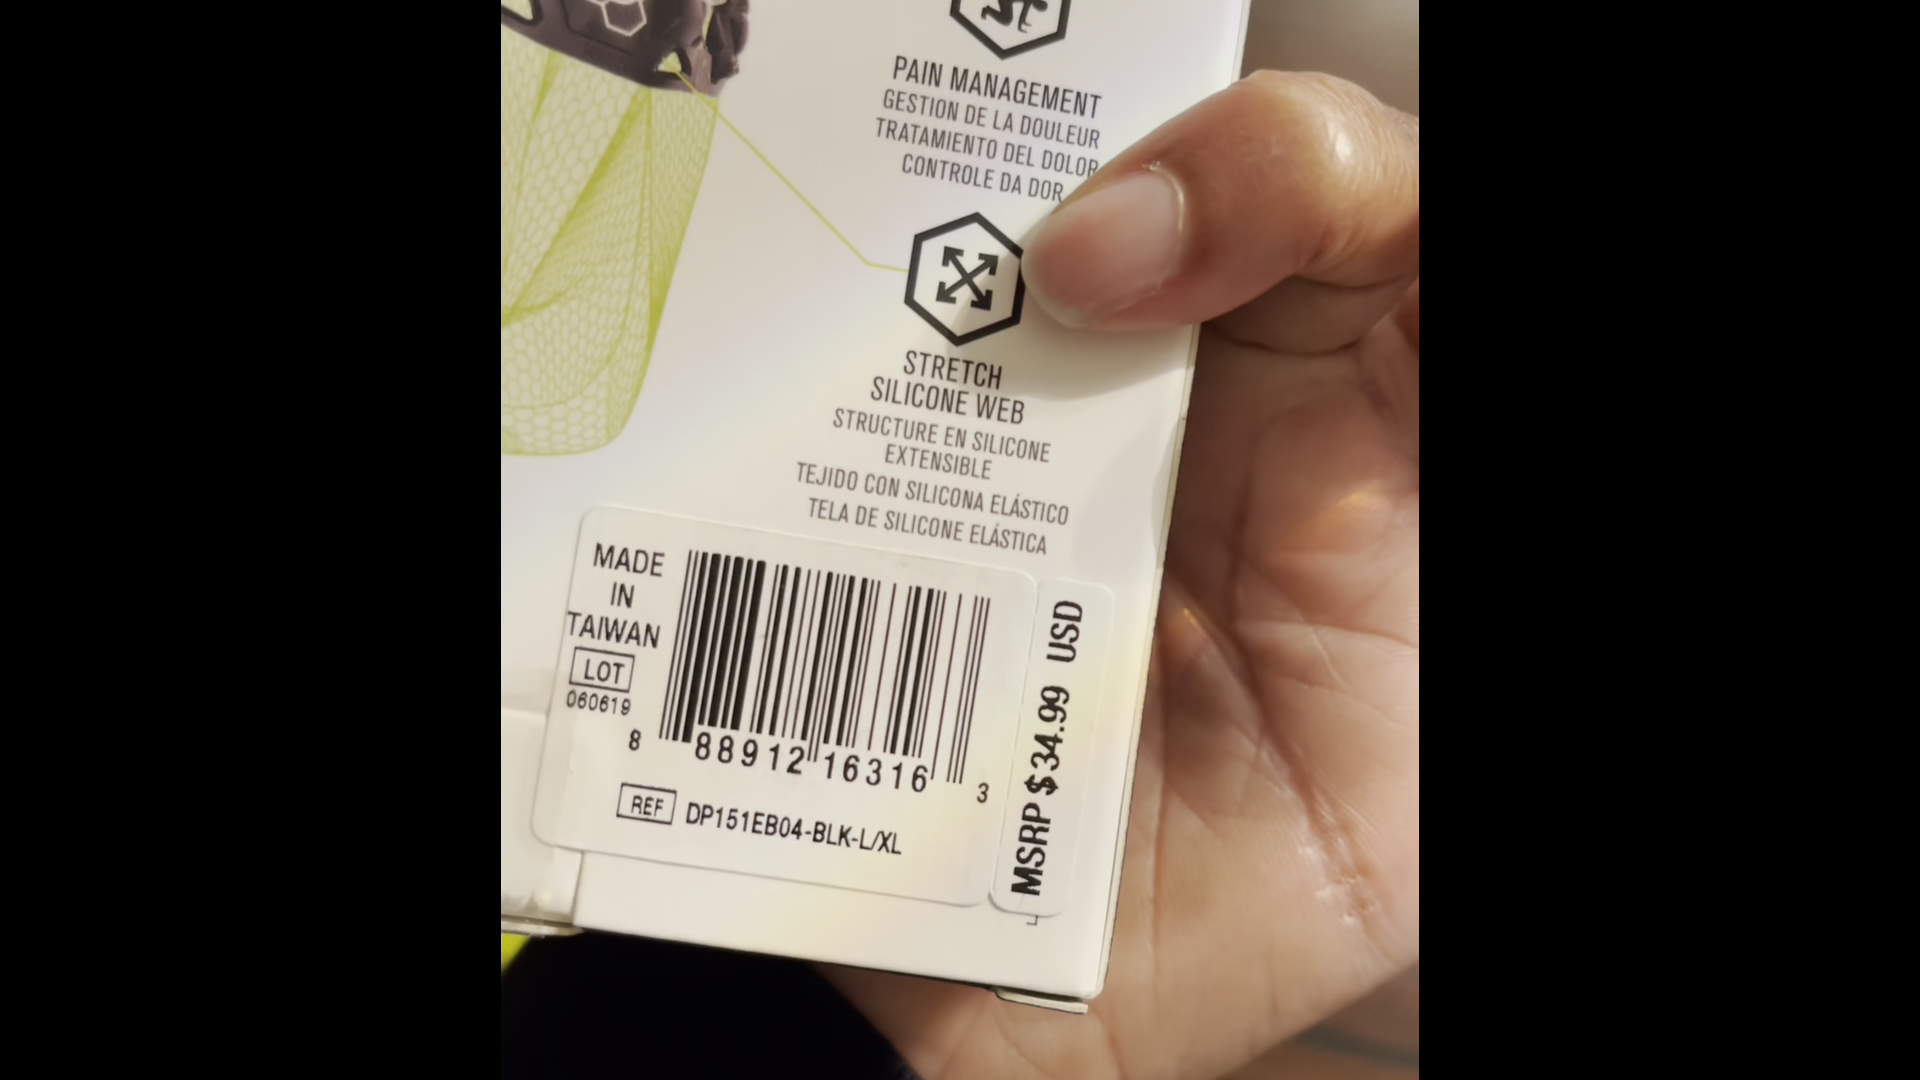 PAIN MANAGEMENT
GESTION DE LA DOULEUR
TRATAMIENTO DEL DOLOR
CONTROLE DA DOR
STRETCH
SILICONE WEB
STRUCTURE EN SILICONE
EXTENSIBLE
TEJIDO CON SILICONA ELÁSTICO
TELA DE SILICONE ELÁSTICA
MADE
IN
TAIWAN
LOT
060619
8 88912 16316 3
REF DP151EB04-BLK-L/XL
MSRP $34.99 USD